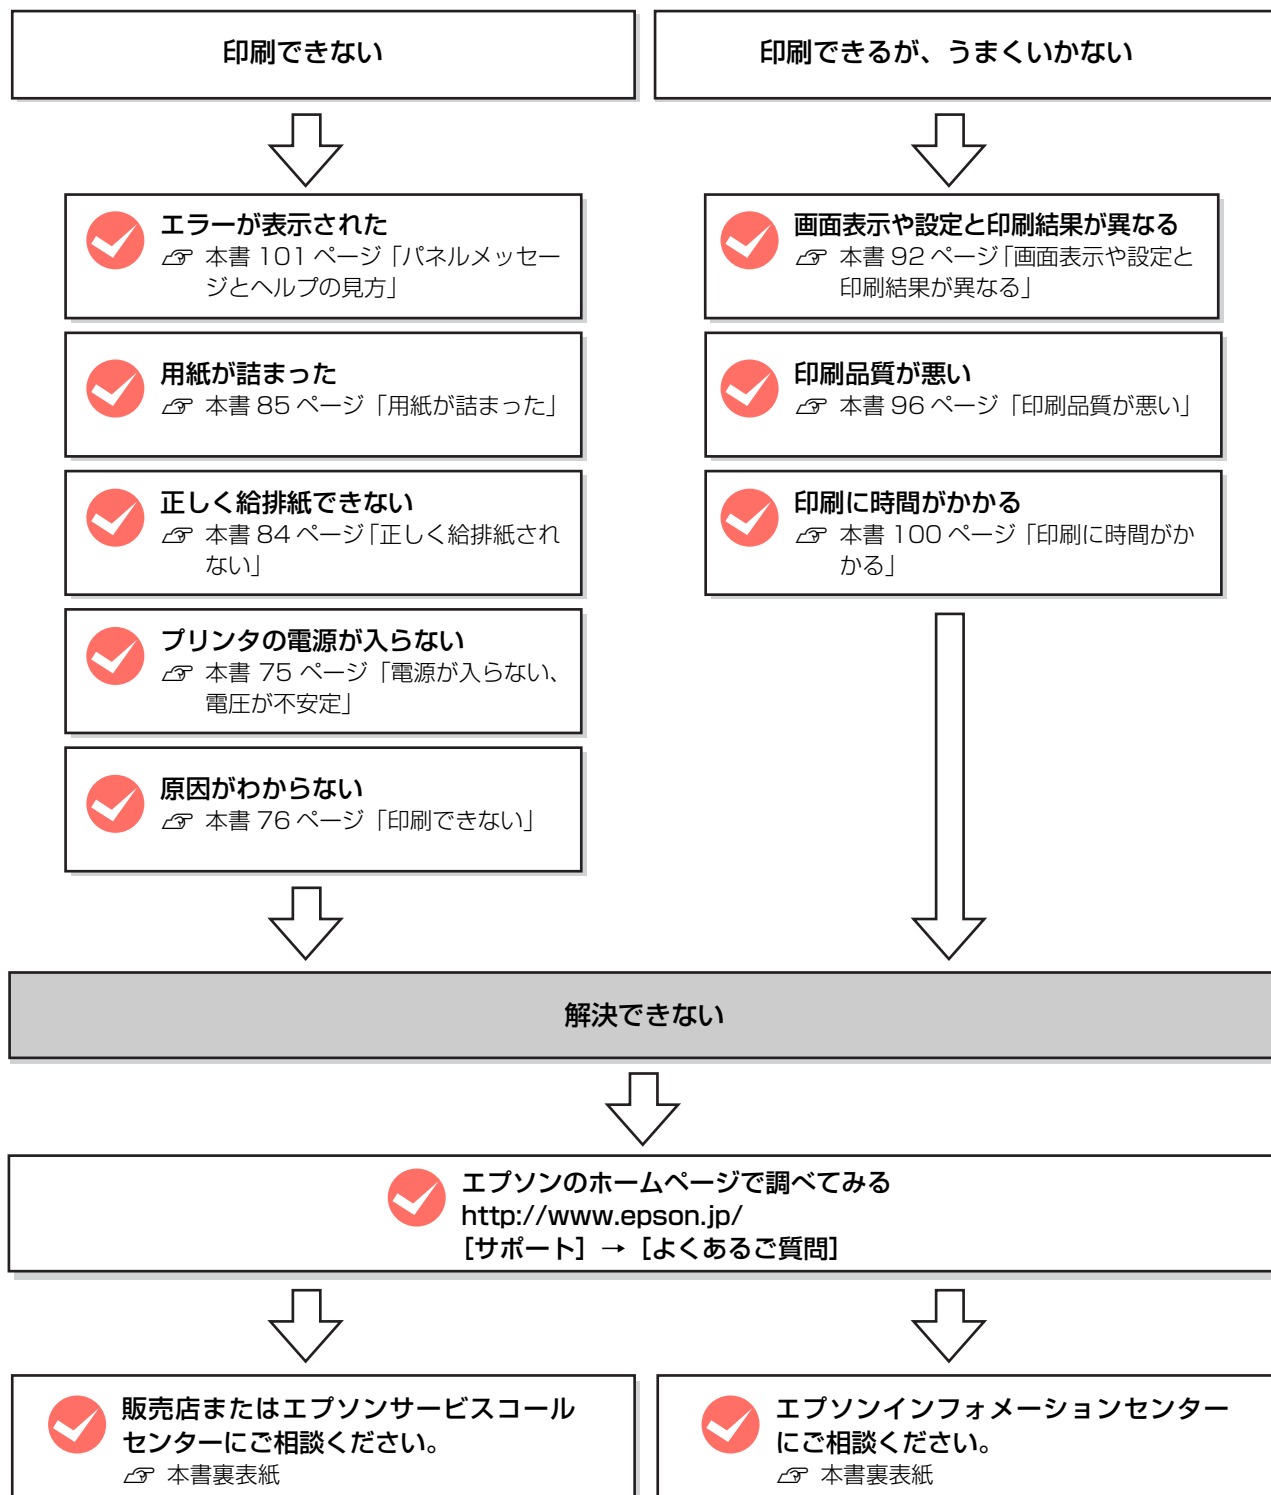 印刷できない
印刷できるが、うまくいかない
エラーが表示された
本書 101 ページ「パネルメッセー
ジとヘルプの見方」
用紙が詰まった
本書 85 ページ「用紙が詰まった」
正しく給排紙できない
本書 84 ページ「正しく給排紙され
ない」
プリンタの電源が入らない
本書 75 ページ「電源が入らない、
電圧が不安定」
原因がわからない
本書 76 ページ「印刷できない」
画面表示や設定と印刷結果が異なる
本書 92 ページ「画面表示や設定と
印刷結果が異なる」
印刷品質が悪い
本書 96 ページ「印刷品質が悪い」
印刷に時間がかかる
本書 100 ページ「印刷に時間がか
かる」
解決できない
エプソンのホームページで調べてみる
http://www.epson.jp/
［サポート］→［よくあるご質問］
販売店またはエプソンサービスコール
センターにご相談ください。
本書裏表紙
エプソンインフォメーションセンター
にご相談ください。
本書裏表紙